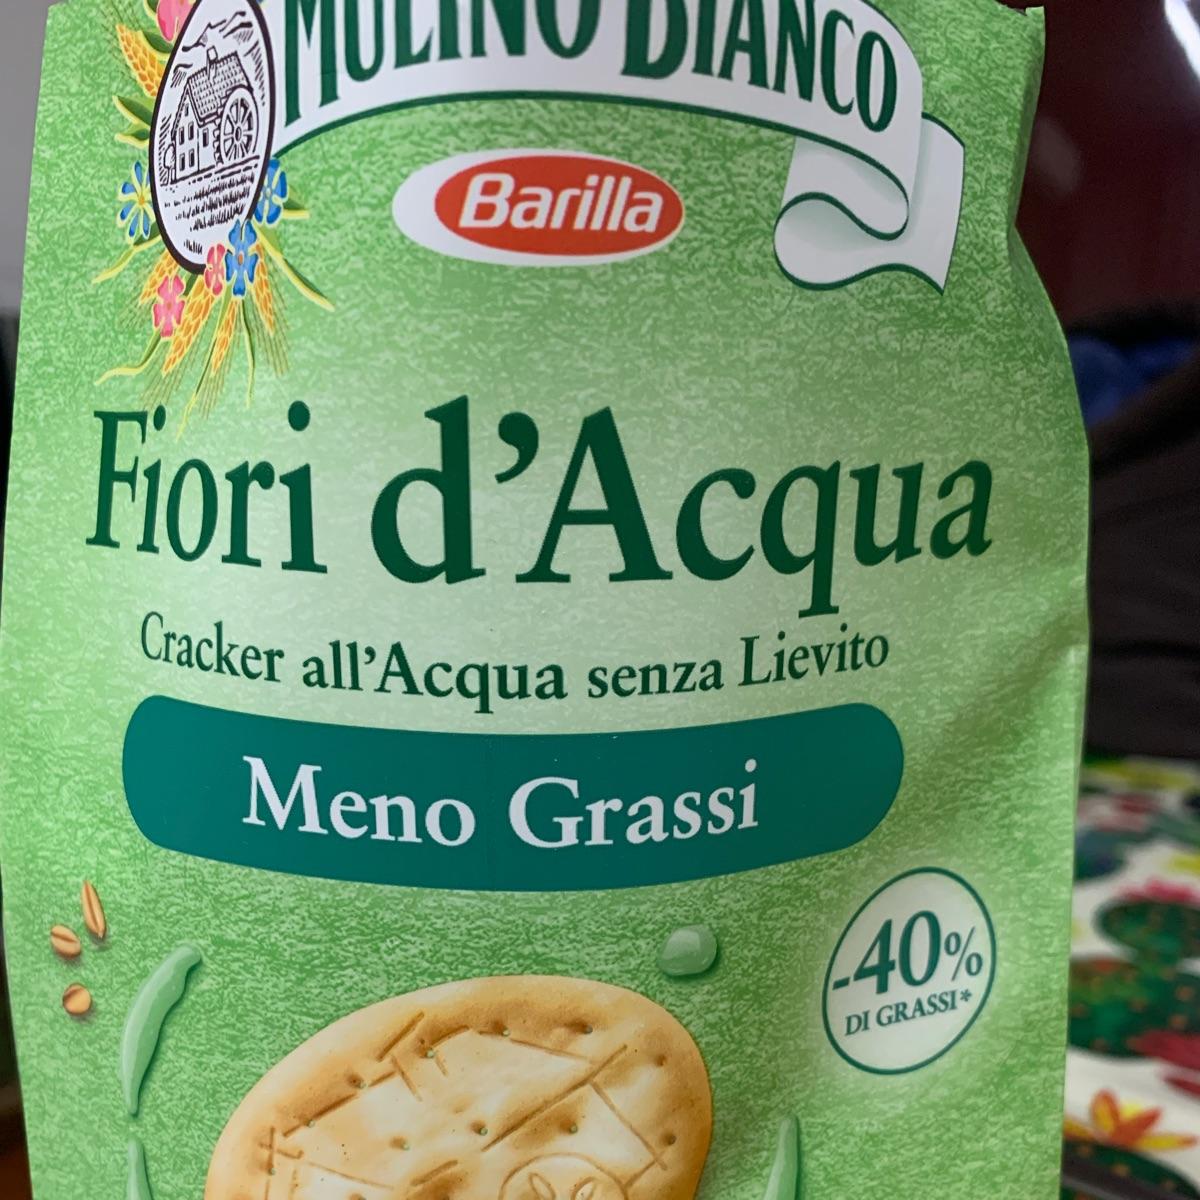 MULINO BIANCO
Barilla
Fiori d'Acqua
Cracker all'Acqua senza Lievito
Meno Grassi
-40%
DI GRASSI*